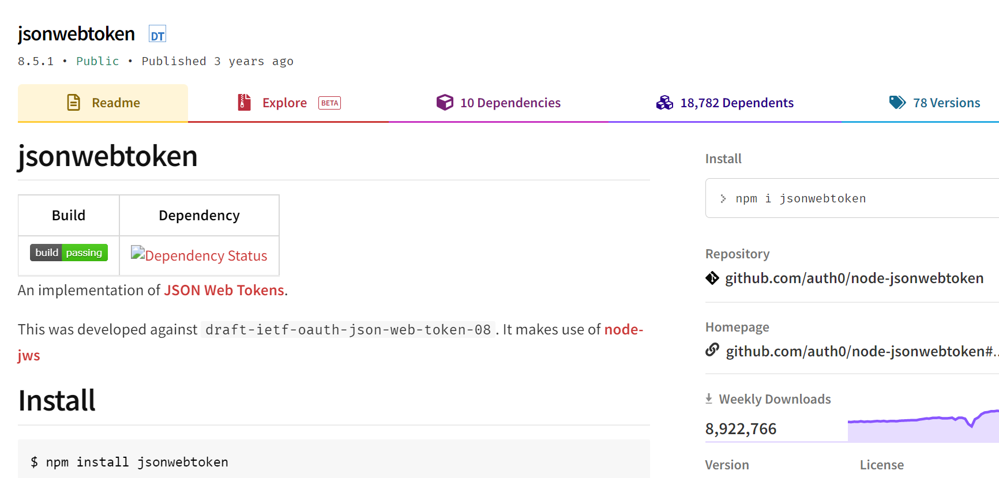 jsonwebtoken DT
8.5.1 • Public • Published 3 years ago
Readme
Explore BETA
10 Dependencies
18,782 Dependents
78 Versions
jsonwebtoken
Build Dependency
build passing Dependency Status
An implementation of JSON Web Tokens.
This was developed against draft-ietf-oauth-json-web-token-08. It makes use of node-
jws
Install
$ npm install jsonwebtoken
Install
> npm i jsonwebtoken
Repository
github.com/auth0/node-jsonwebtoken
Homepage
github.com/auth0/node-jsonwebtoken#...
Weekly Downloads
8,922,766
Version License